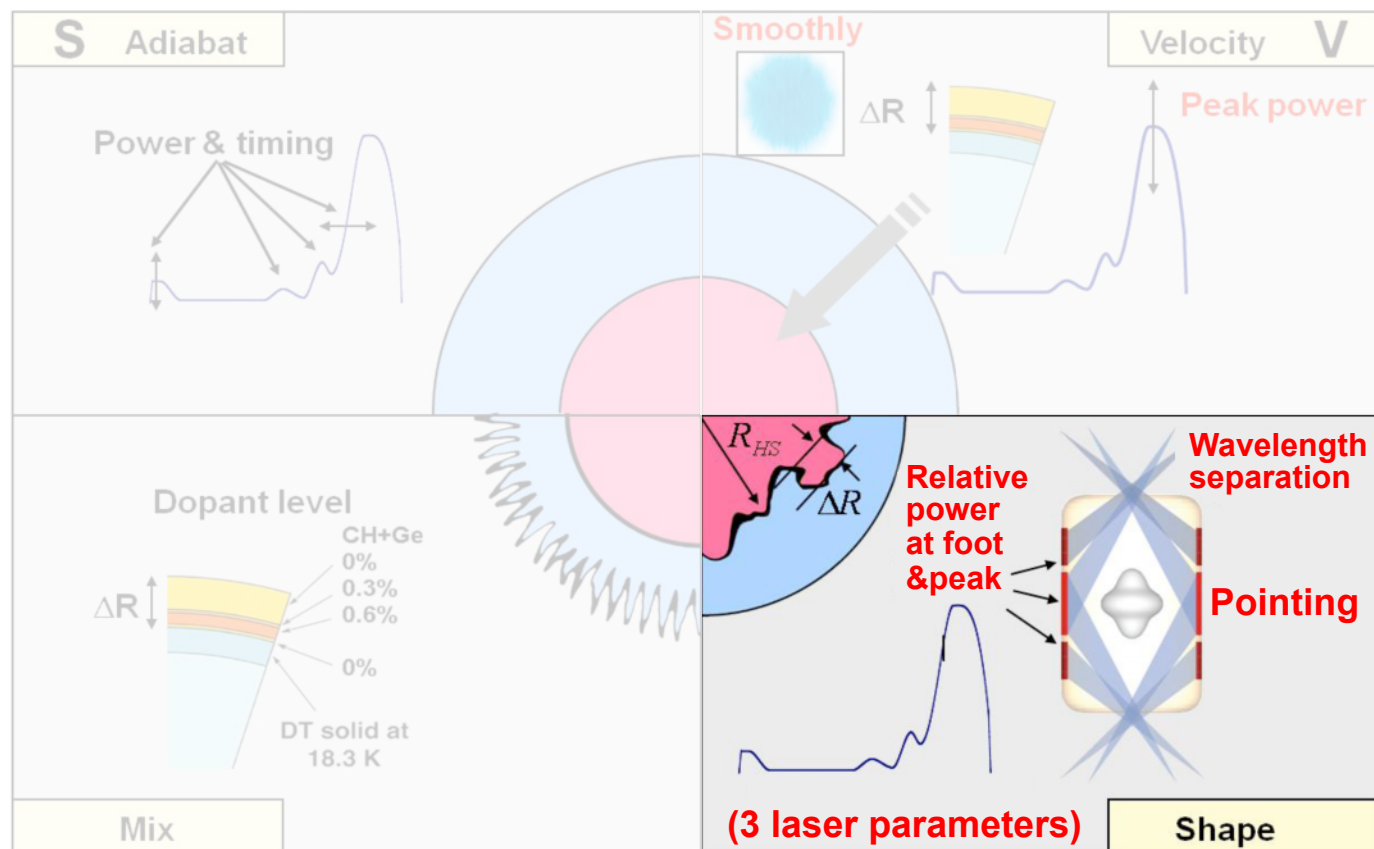 S Adiabat
Power & timing
Smoothly
Velocity V
ΔR
Peak power
Dopant level
CH+Ge
0%
0.3%
0.6%
ΔR
0%
DT solid at
18.3 K
Mix
R_HS
ΔR
Relative
power
at foot
&peak
Wavelength
separation
Pointing
(3 laser parameters)
Shape